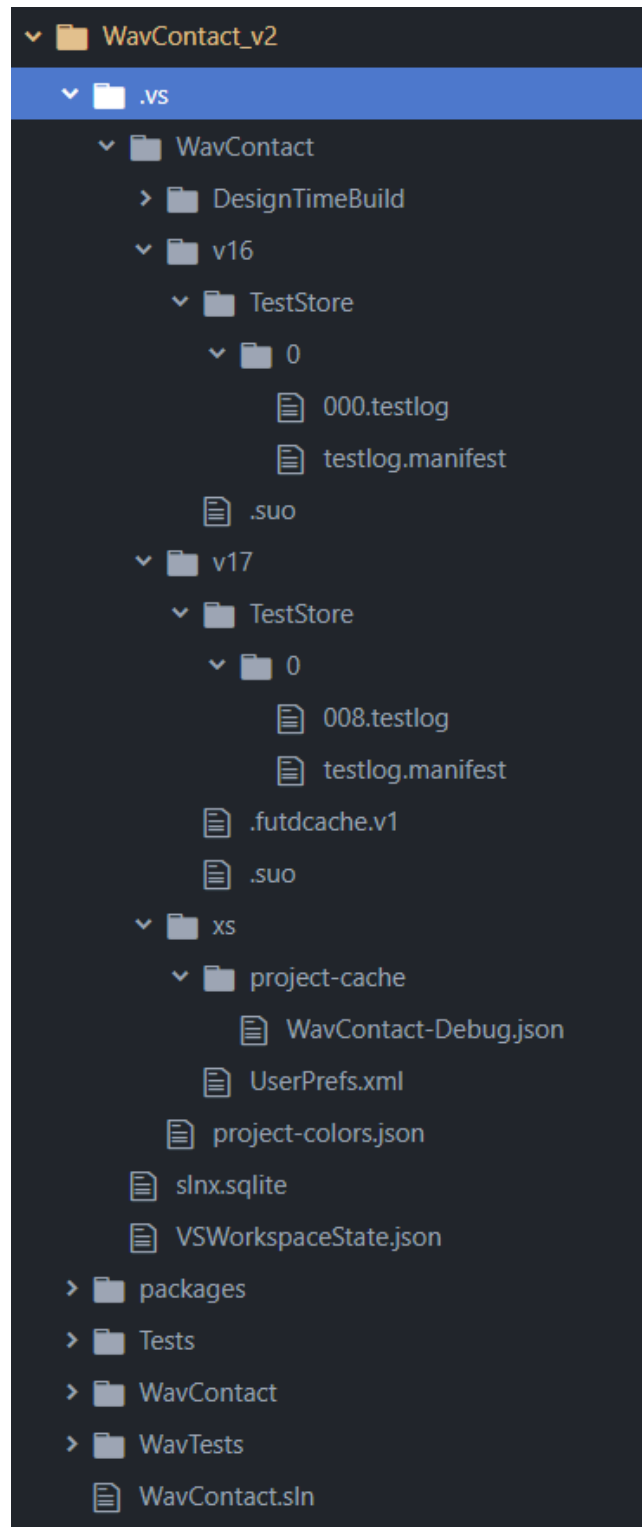 WavContact_v2
.vs
WavContact
DesignTimeBuild
v16
TestStore
0
000.testlog
testlog.manifest
.suo
v17
TestStore
0
008.testlog
testlog.manifest
.futdcache.v1
.suo
xs
project-cache
WavContact-Debug.json
UserPrefs.xml
project-colors.json
slnx.sqlite
VSWorkspaceState.json
packages
Tests
WavContact
WavTests
WavContact.sln